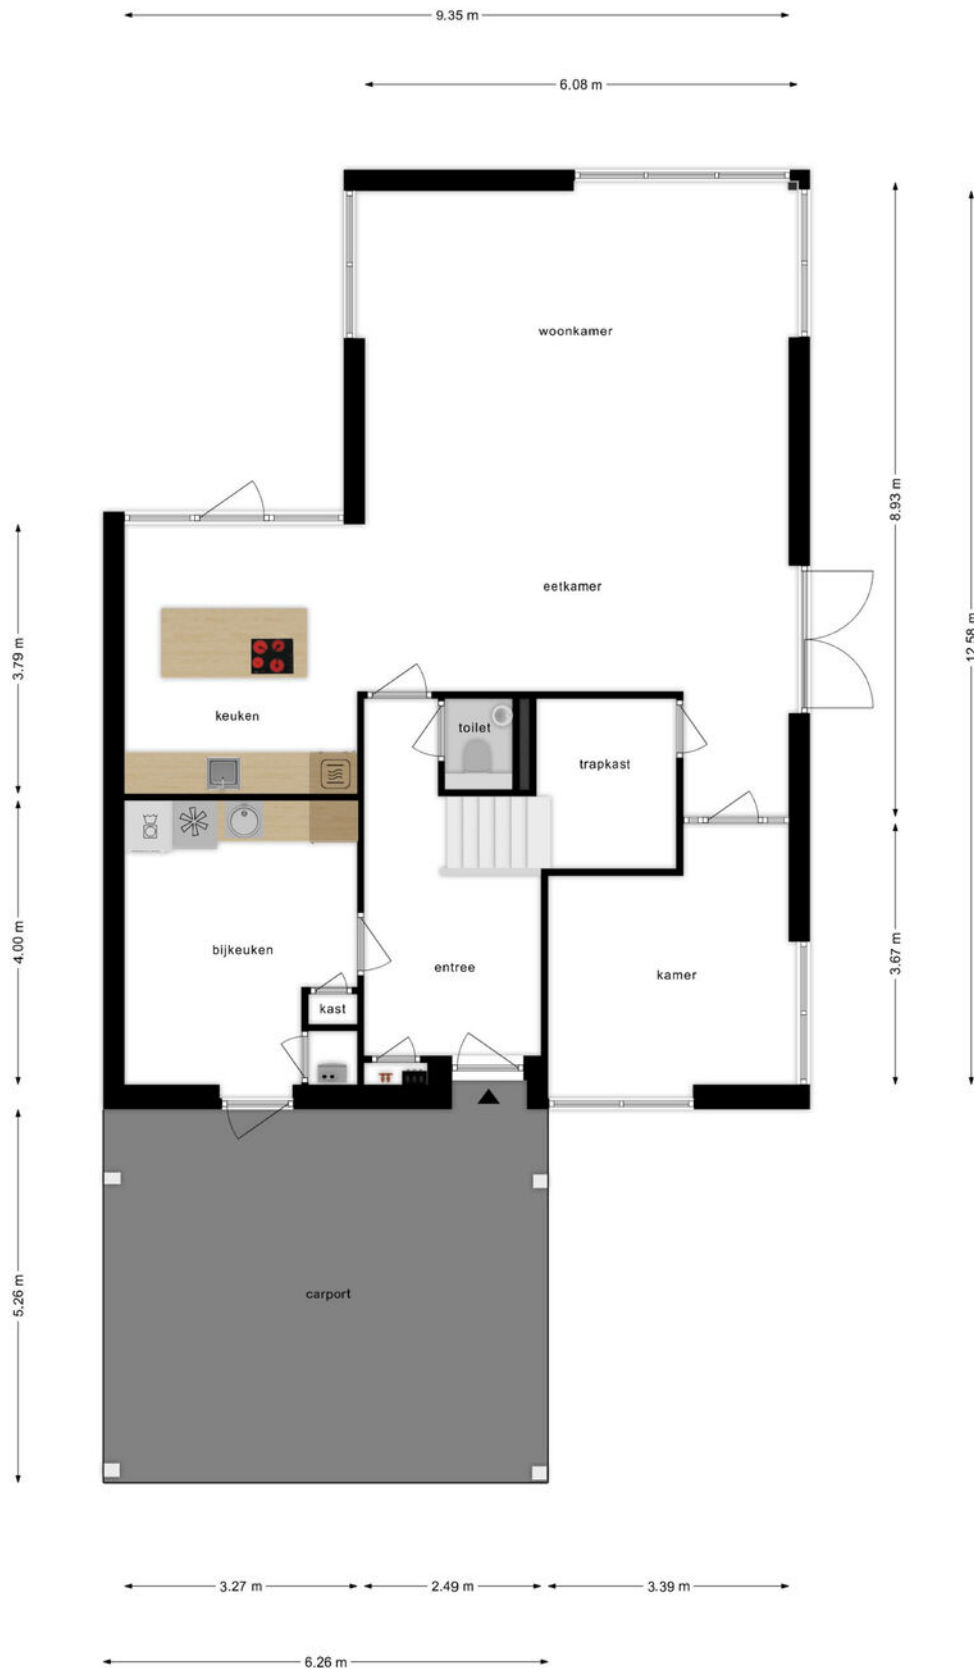 9.35 m
6.08 m
woonkamer
8.93 m
eetkamer
12.58 m
3.79 m
keuken
toilet
trapkast
4.00 m
bijkeuken
entree
kamer
3.67 m
kast
carport
5.26 m
3.27 m
2.49 m
3.39 m
6.26 m